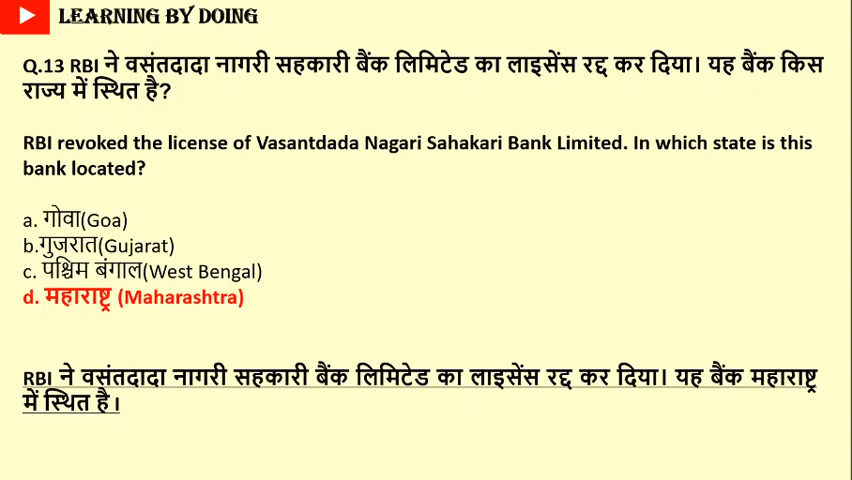 LEARNING BY DOING
Q.13 RBI ने वसंतदादा नागरी सहकारी बैंक लिमिटेड का लाइसेंस रद्द कर दिया। यह बैंक किस
राज्य में स्थित है?
RBI revoked the license of Vasantdada Nagari Sahakari Bank Limited. In which state is this
bank located?
a. गोवा(Goa)
b.गुजरात(Gujarat)
c. पश्चिम बंगाल(West Bengal)
d. महाराष्ट्र (Maharashtra)
RBI ने वसंतदादा नागरी सहकारी बैंक लिमिटेड का लाइसेंस रद्द कर दिया। यह बैंक महाराष्ट्र
में स्थित है।